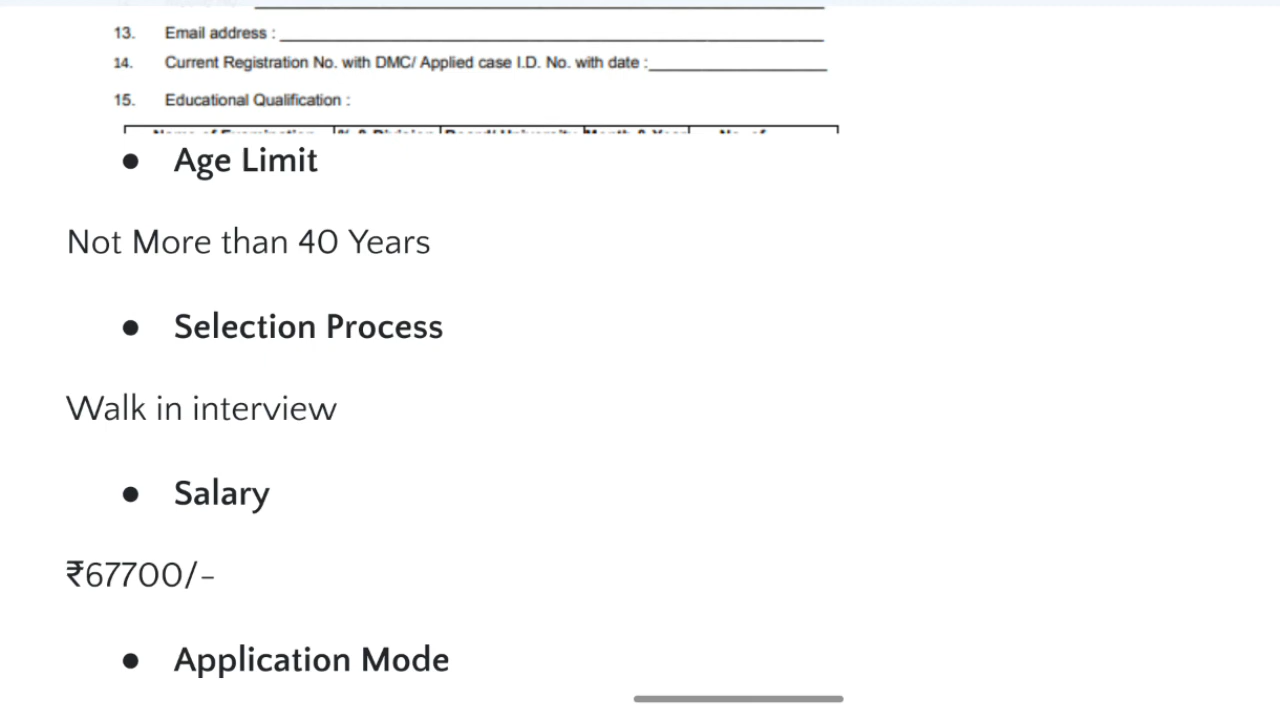 13. Email address :
14. Current Registration No. with DMC/ Applied case I.D. No. with date :
15. Educational Qualification :
● Age Limit
Not More than 40 Years
● Selection Process
Walk in interview
● Salary
₹67700/-
● Application Mode